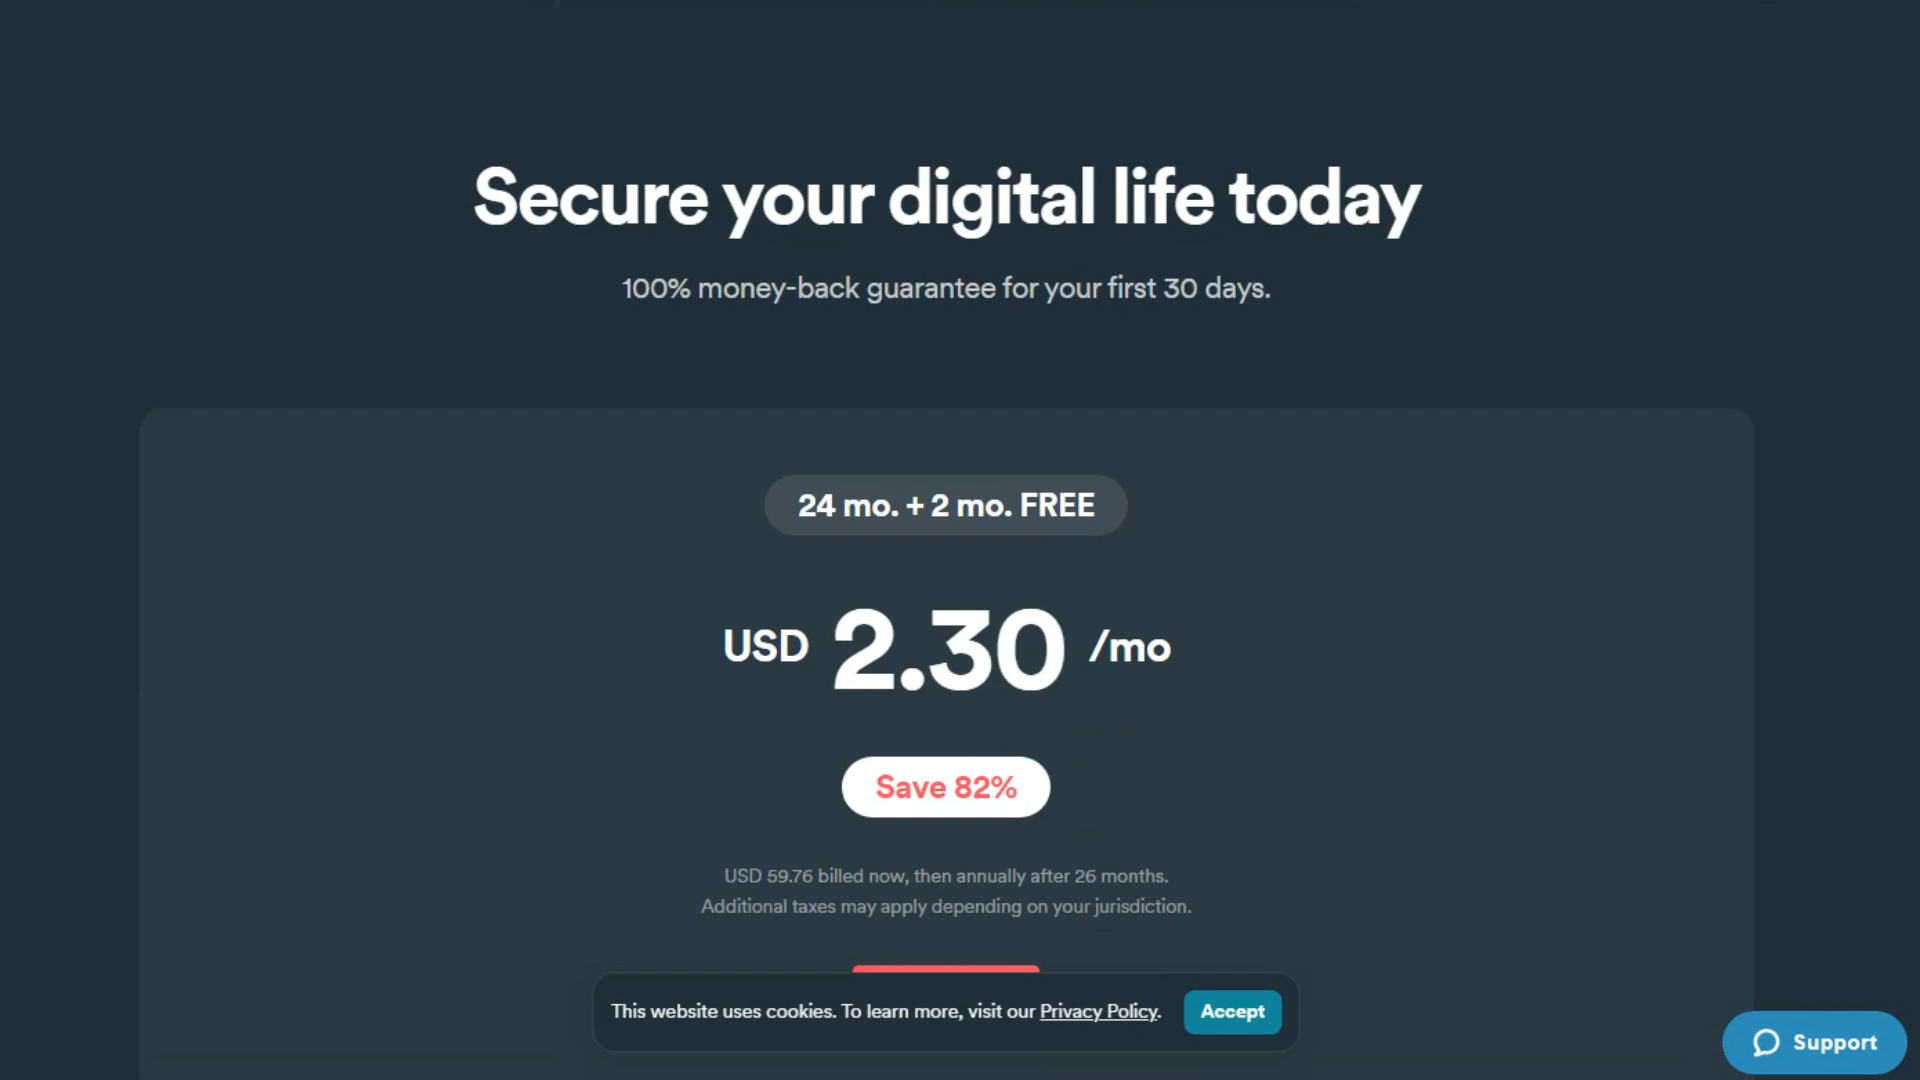 Secure your digital life today
100% money-back guarantee for your first 30 days.
24 mo. + 2 mo. FREE
USD 2.30 /mo
Save 82%
USD 59.76 billed now, then annually after 26 months.
Additional taxes may apply depending on your jurisdiction.
This website uses cookies. To learn more, visit our Privacy Policy. Accept
Support